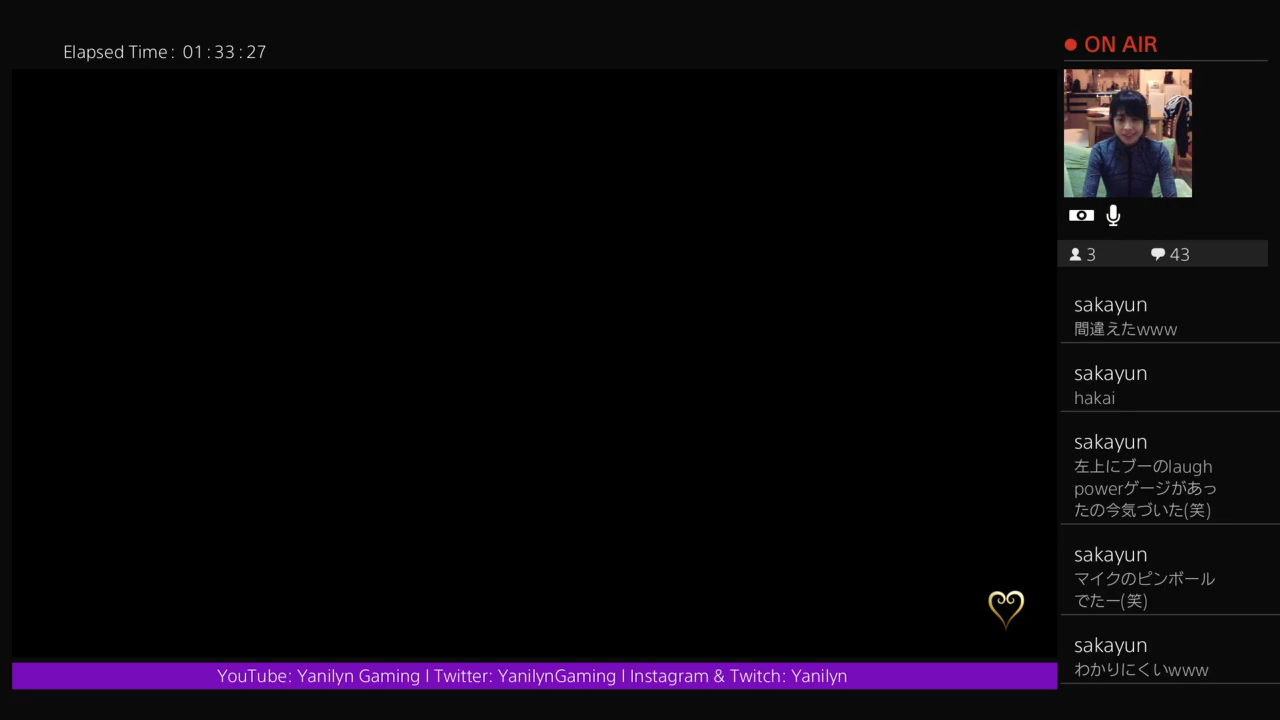 Elapsed Time: 01:33:27
ON AIR
3 43
sakayun
間違えたwww
sakayun
hakai
sakayun
左上にブーのlaugh
powerゲージがあっ
たの今気づいた(笑)
sakayun
マイクのピンボール
でたー(笑)
sakayun
わかりにくいwww
YouTube: Yanilyn Gaming | Twitter: YanilynGaming | Instagram & Twitch: Yanilyn